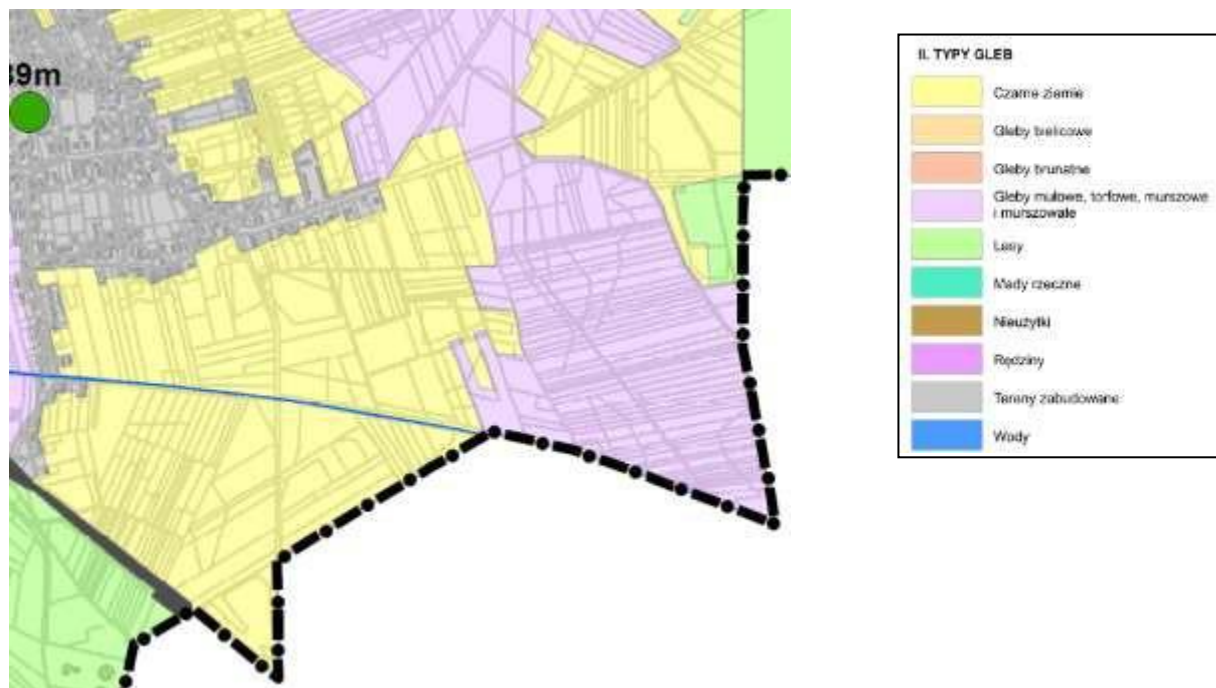 39m
II. TYPY GLEB
Czarne ziemie
Gleby bielicowe
Gleby brunatne
Gleby mułowe, torfowe, murszowe
i murszowate
Lasy
Mady rzeczne
Nieużytki
Rędziny
Tereny zabudowane
Wody